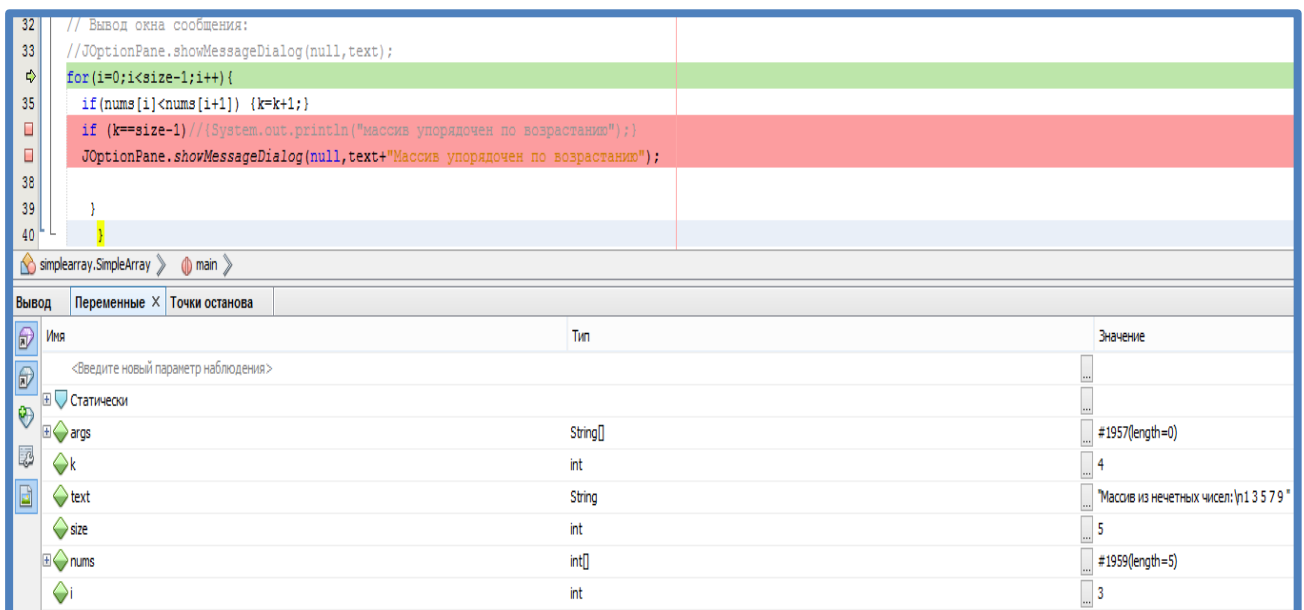 32 // Вывод окна сообщения:
33 //JOptionPane.showMessageDialog(null,text);
for(i=0;i<size-1;i++){
35 if(nums[i]<nums[i+1]) {k=k+1;}
if (k==size-1)//{System.out.println("массив упорядочен по возрастанию");}
JOptionPane.showMessageDialog(null,text+"Массив упорядочен по возрастанию");
38
39 }
40 }
simplearray.SimpleArray main
Вывод Переменные × Точки останова
Имя Тип Значение
<Введите новый параметр наблюдения> ...
Статически ...
args String[] ... #1957(length=0)
k int ... 4
text String ... "Массив из нечетных чисел:\n1 3 5 7 9 "
size int ... 5
nums int[] ... #1959(length=5)
i int ... 3